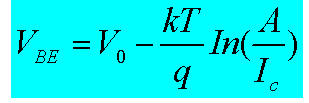 V_BE = V_0 − kT/q In(A/I_c)